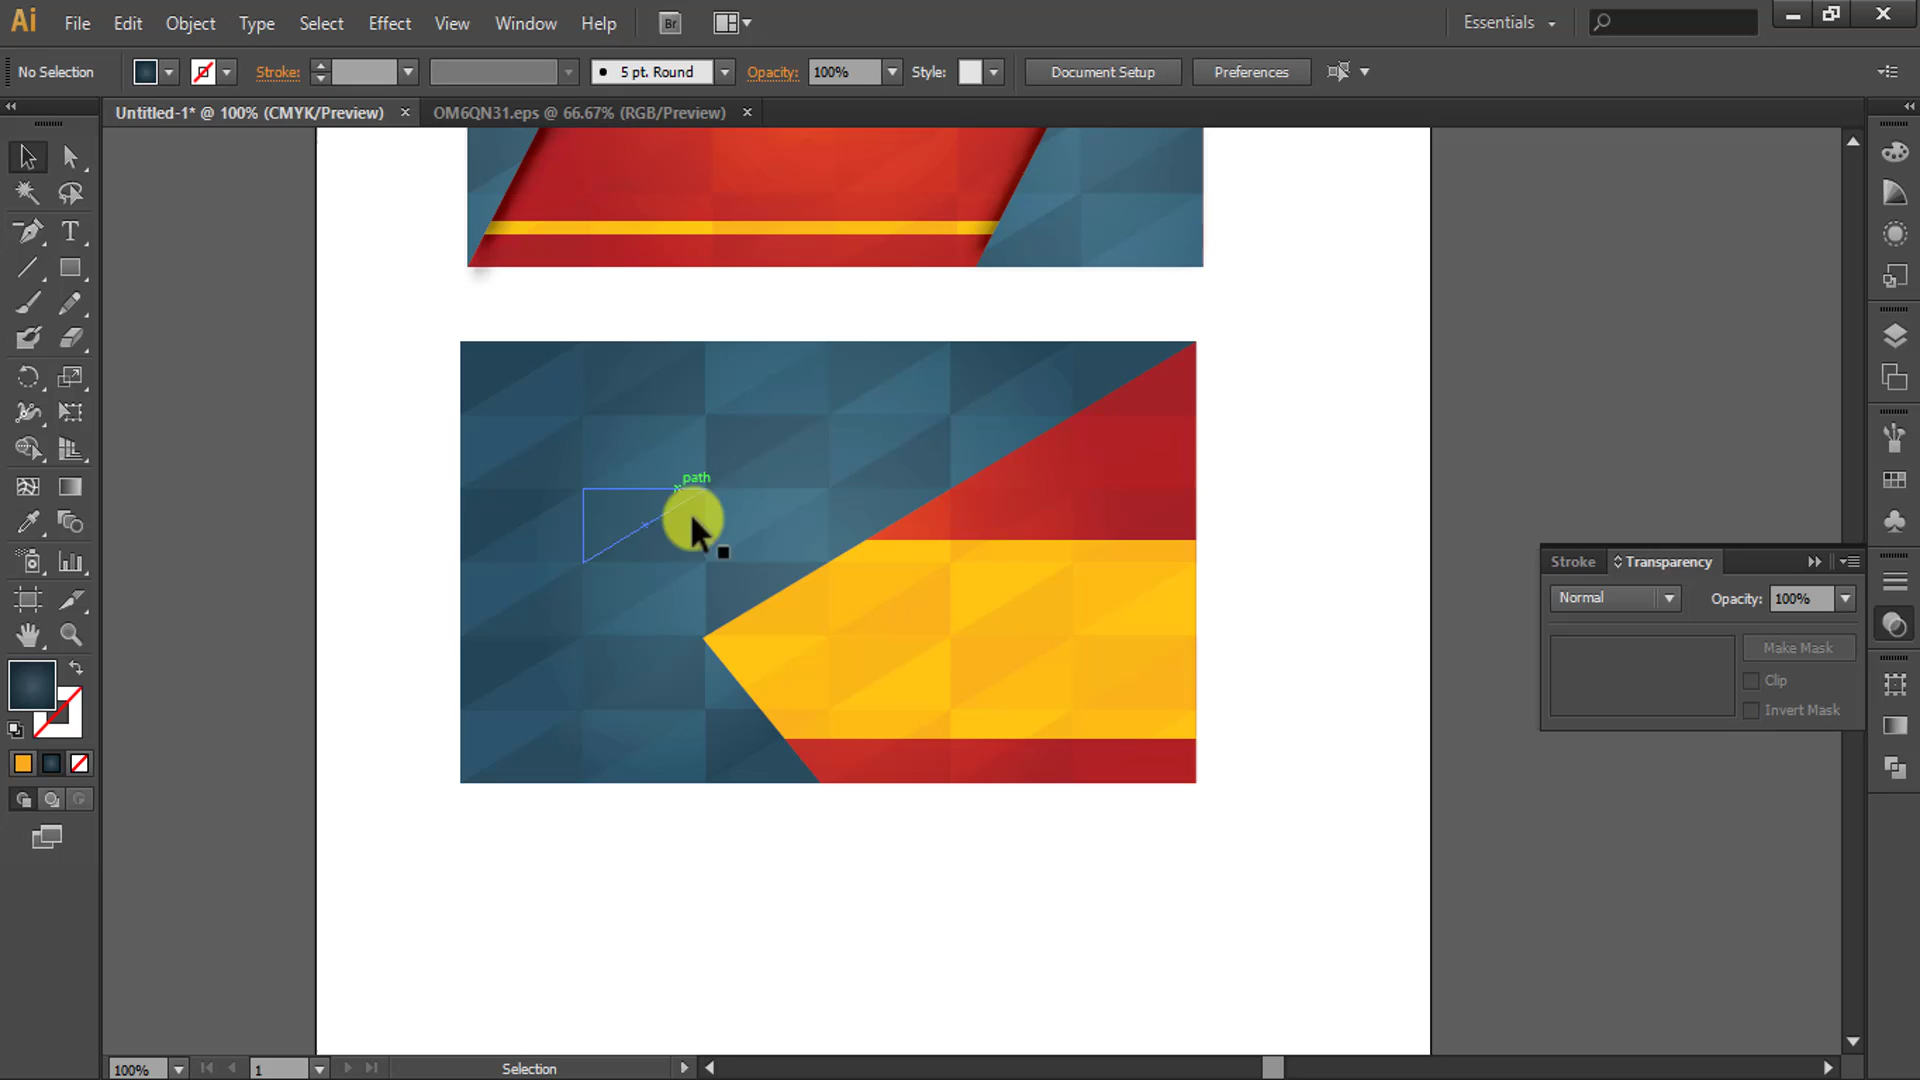 Ai File Edit Object Type Select Effect View Window Help Br Essentials
No Selection Stroke: 5 pt. Round Opacity: 100% Style: Document Setup Preferences
Untitled-1* @ 100% (CMYK/Preview) × OM6QN31.eps @ 66.67% (RGB/Preview) ×
T
path
Stroke Transparency
Normal Opacity: 100%
Make Mask
Clip
Invert Mask
100% 1 Selection